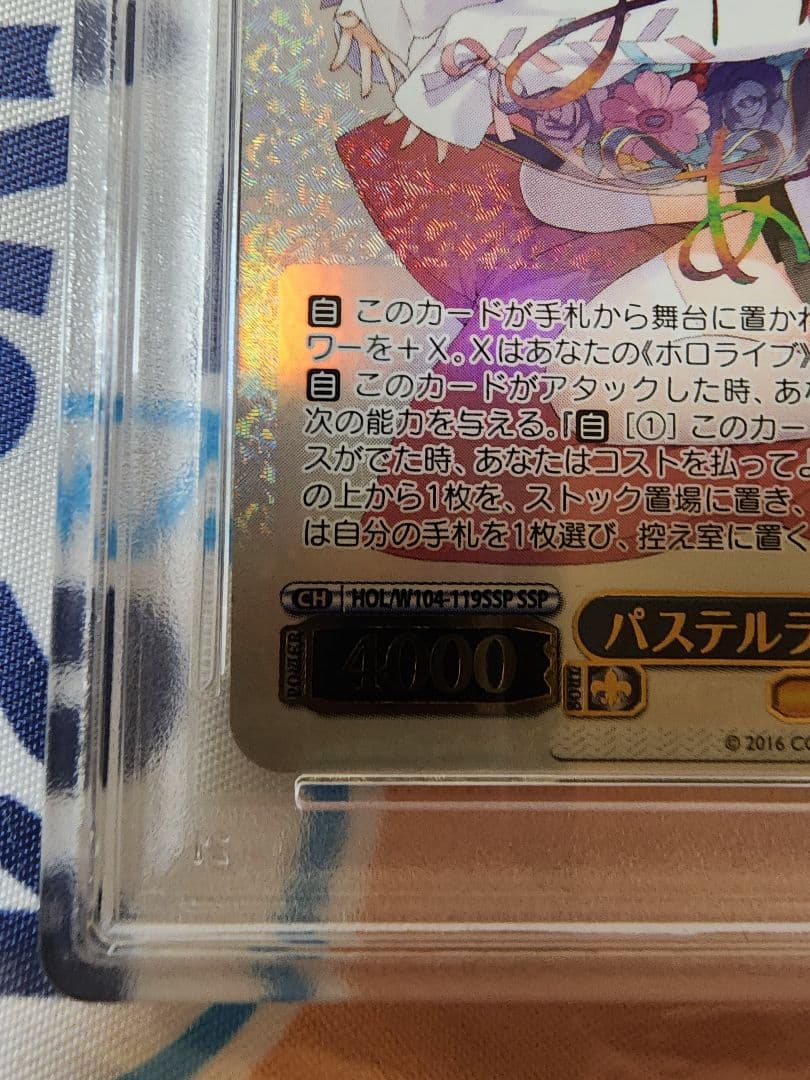 あ
自 このカードが手札から舞台に置かれ
ワーを+X。Xはあなたの《ホロライブ》
自 このカードがアタックした時、あな
次の能力を与える。『自 [①] このカー
スがでた時、あなたはコストを払ってよ
の上から1枚を、ストック置場に置き、
は自分の手札を1枚選び、控え室に置く
CH HOL/W104-119SSP SSP
POWER 4000
パステルラ
SOUL
© 2016 CO